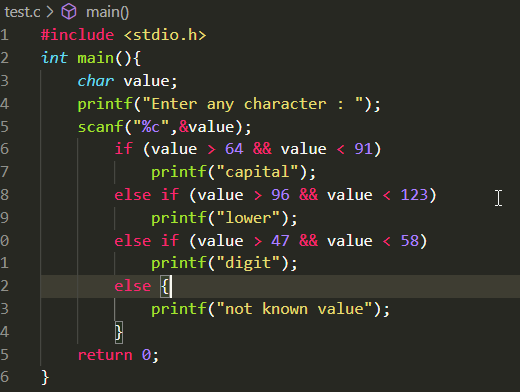 test.c > main()
1 #include <stdio.h>
2 int main(){
3 char value;
4 printf("Enter any character : ");
5 scanf("%c",&value);
6 if (value > 64 && value < 91)
7 printf("capital");
8 else if (value > 96 && value < 123)
9 printf("lower");
0 else if (value > 47 && value < 58)
1 printf("digit");
2 else {
3 printf("not known value");
4 }
5 return 0;
6 }